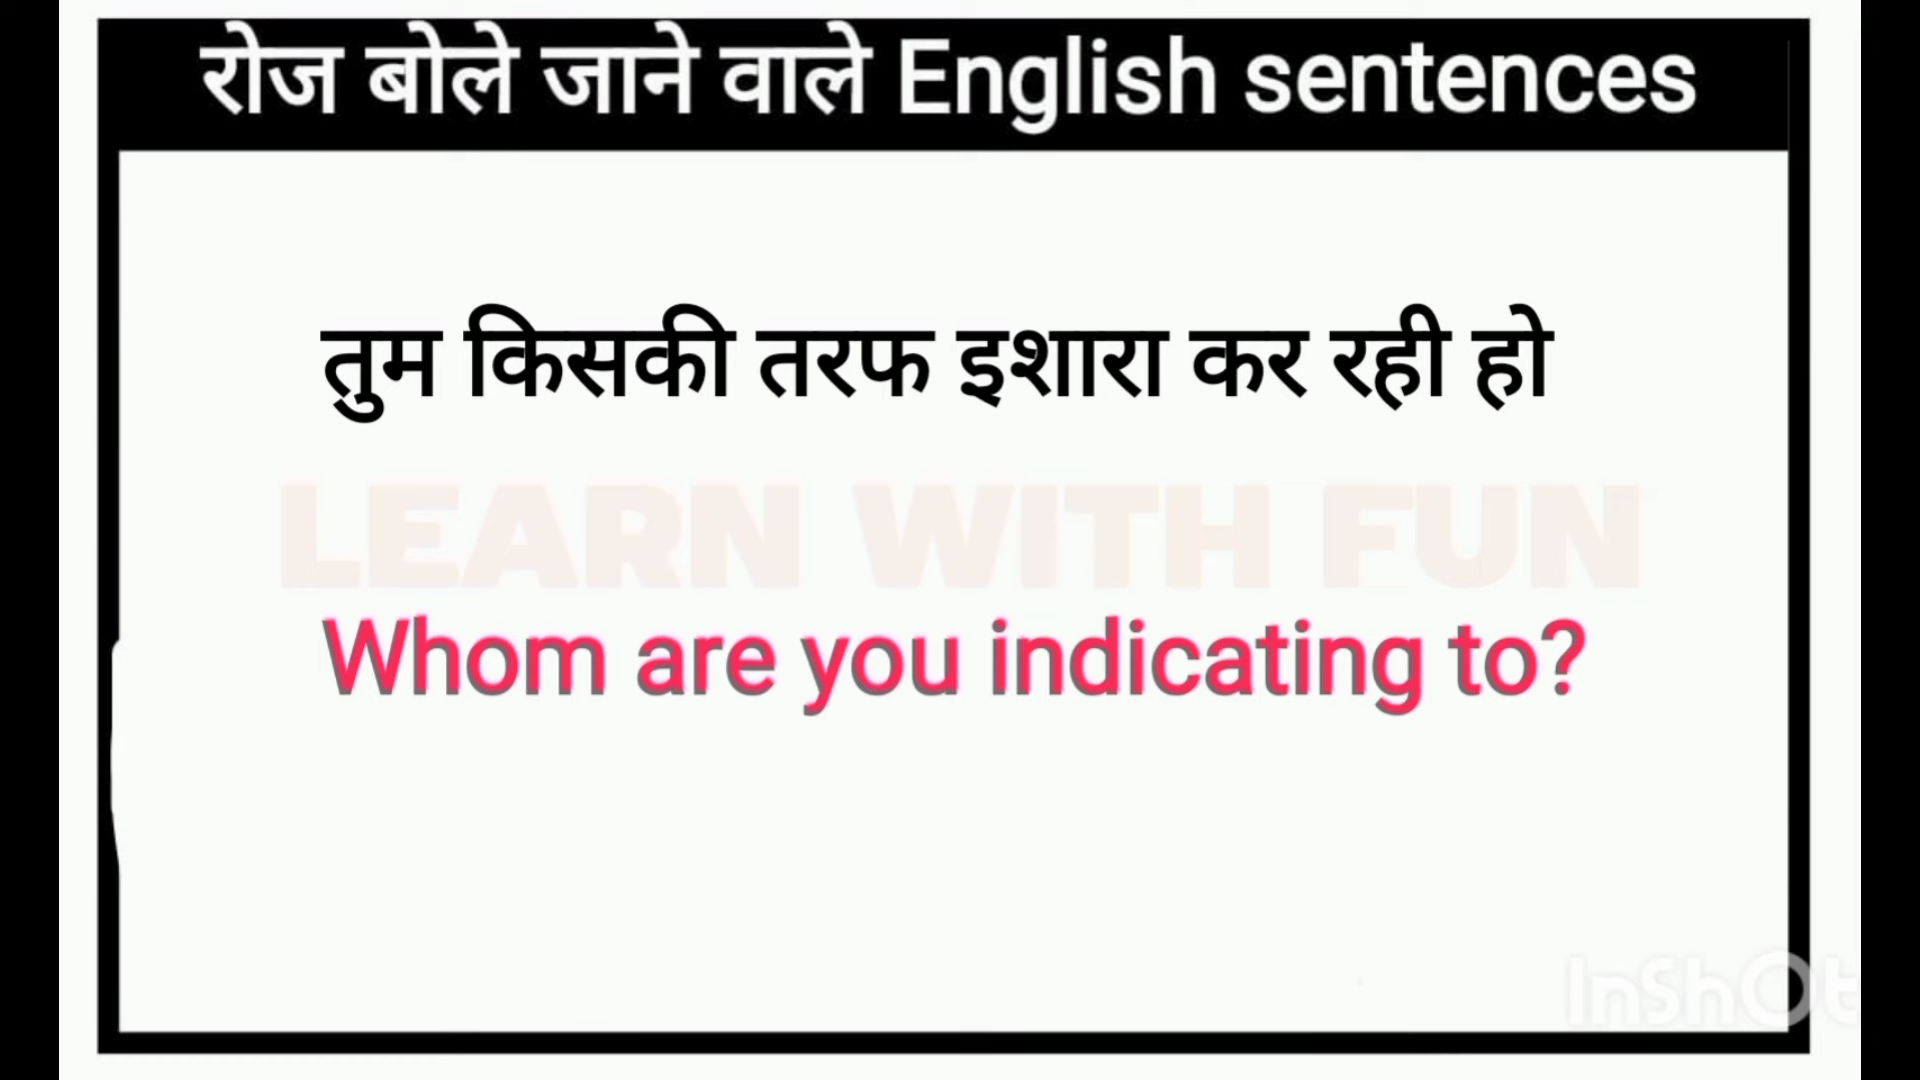 रोज बोले जाने वाले English sentences
तुम किसकी तरफ इशारा कर रही हो
LEARN WITH FUN
Whom are you indicating to?
InShOt